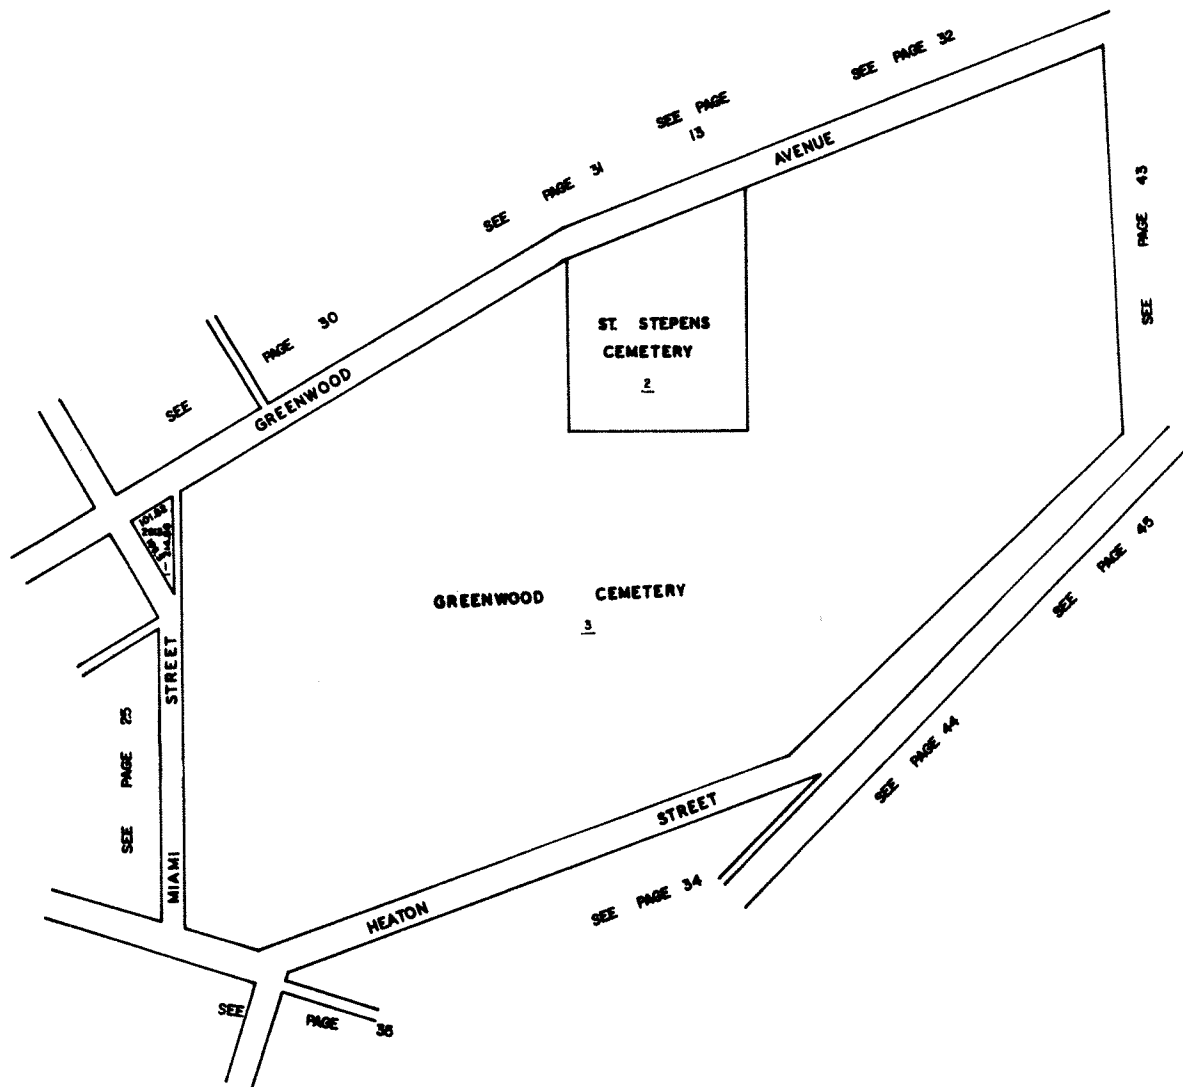 SEE PAGE 32
SEE PAGE
13
AVENUE
SEE PAGE 31
SEE PAGE 43
SEE PAGE 30
GREENWOOD
ST. STEPENS
CEMETERY
2
101.52
GREENWOOD CEMETERY
3
SEE PAGE 45
STREET
SEE PAGE 25
SEE PAGE 44
STREET
MIAMI
SEE PAGE 34
HEATON
SEE PAGE